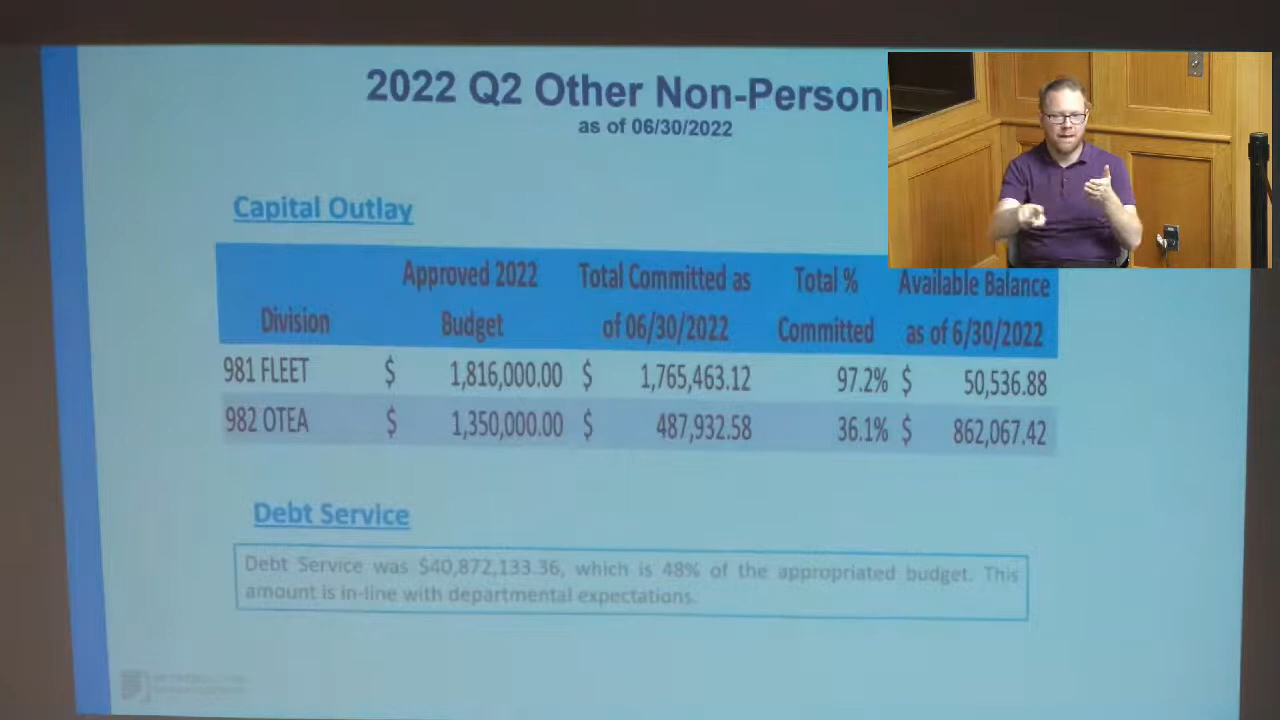 2022 Q2 Other Non-Person
as of 06/30/2022
Capital Outlay
Division Approved 2022 Budget Total Committed as of 06/30/2022 Total % Committed Available Balance as of 6/30/2022
981 FLEET $ 1,816,000.00 $ 1,765,463.12 97.2% $ 50,536.88
982 OTEA $ 1,350,000.00 $ 487,932.58 36.1% $ 862,067.42
Debt Service
Debt Service was $40,872,133.36, which is 48% of the appropriated budget. This
amount is in-line with departmental expectations.